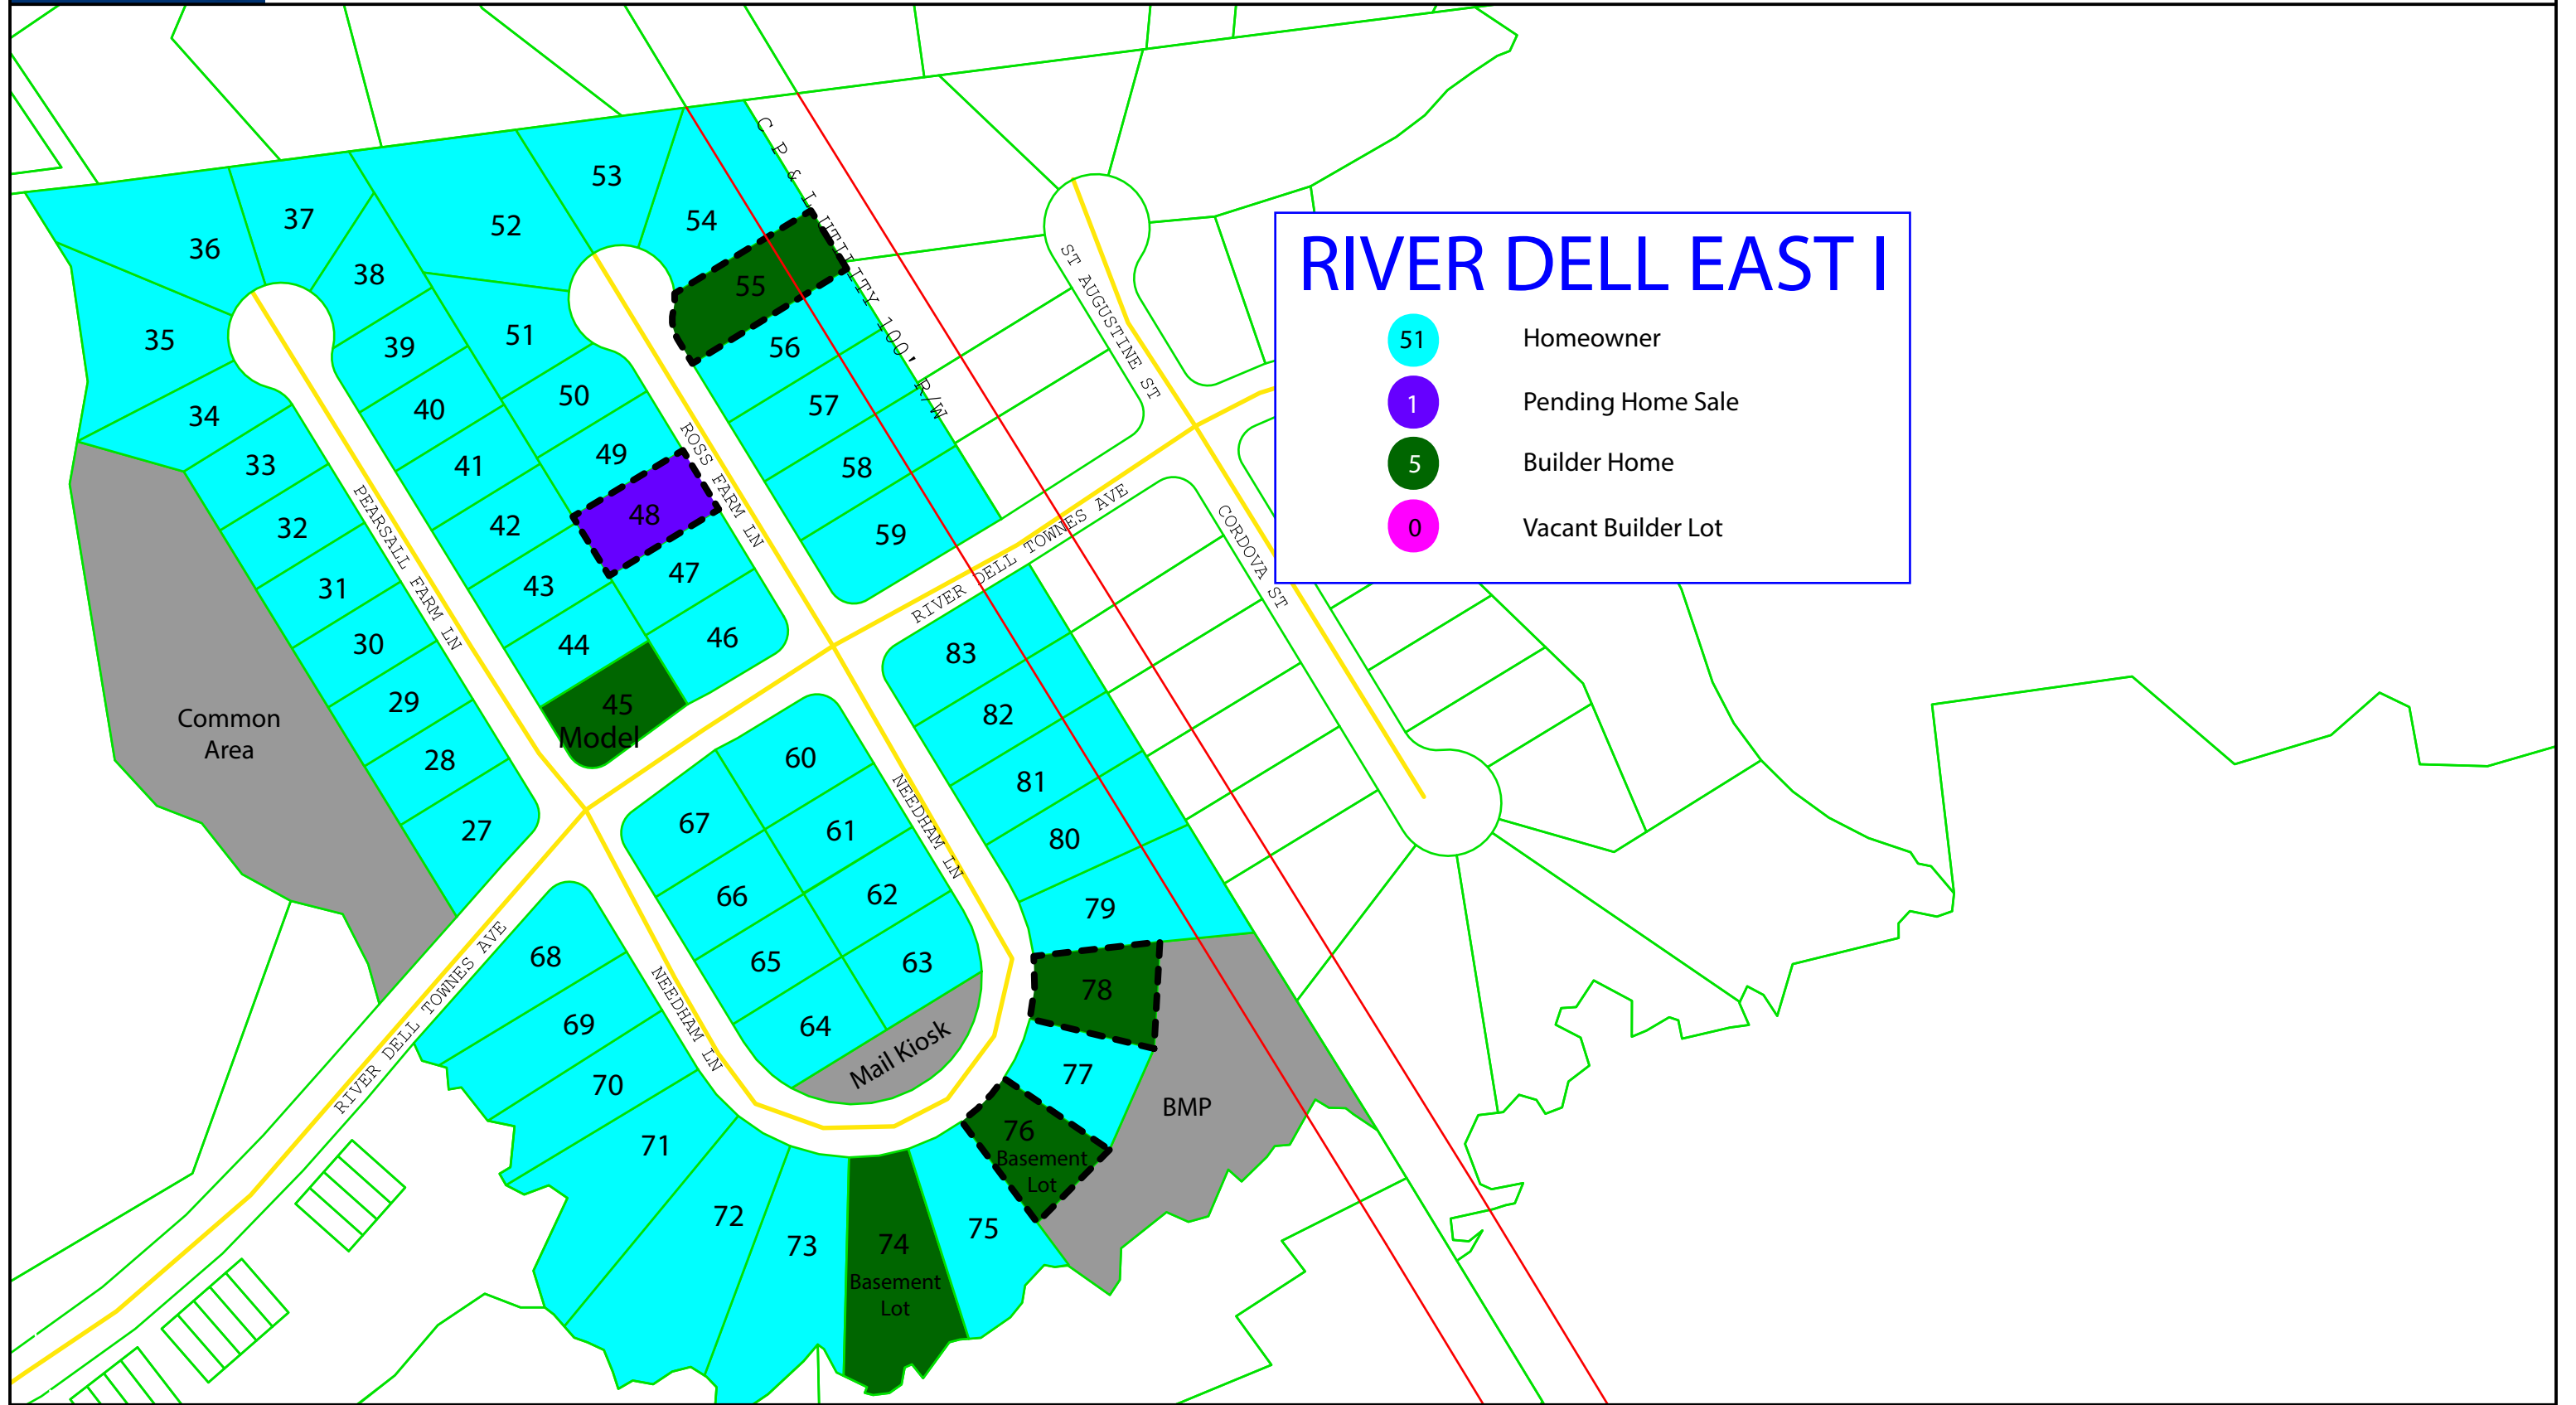 C P & L UTILITY 100' R/W
53
37
54
52
36
ST AUGUSTINE ST
RIVER DELL EAST I
38
55
51 Homeowner
35
51
39
56
1 Pending Home Sale
50
57
40
34
5 Builder Home
49
33
41
58
ROSS FARM LN
0 Vacant Builder Lot
48
32
42
59
PEARSALL FARM LN
RIVER DELL TOWNES AVE
CORDOVA ST
47
43
31
46
44
30
83
29
45
Model
82
Common
Area
28
60
81
67
61
27
80
NEEDHAM LN
66
62
79
68
65
63
78
69
64
Mail Kiosk
NEEDHAM LN
RIVER DELL TOWNES AVE
70
77
BMP
71
76
Basement
Lot
72
75
73
74
Basement
Lot